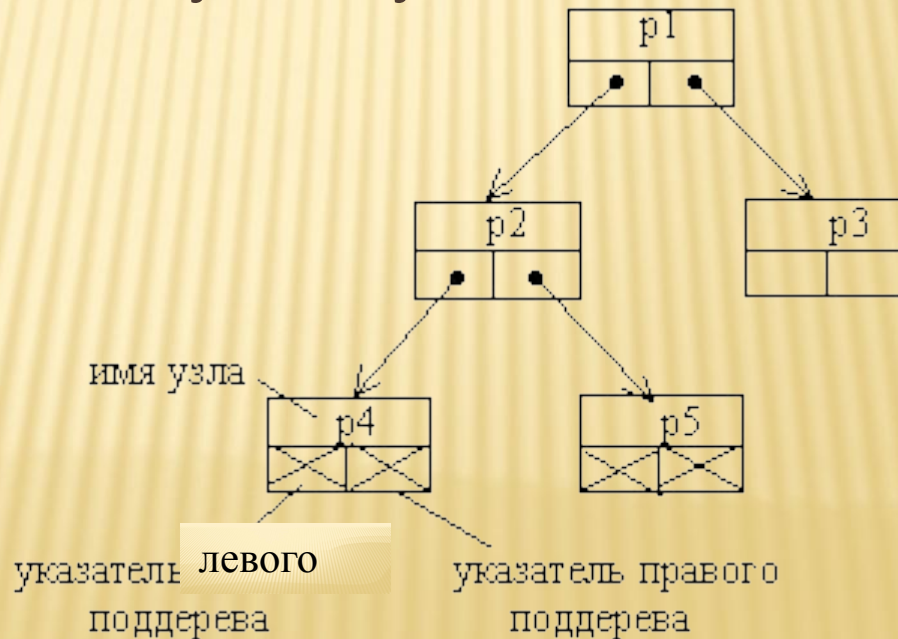 p1
p2
p3
имя узла
p4
p5
указатель левого
поддерева
указатель правого
поддерева